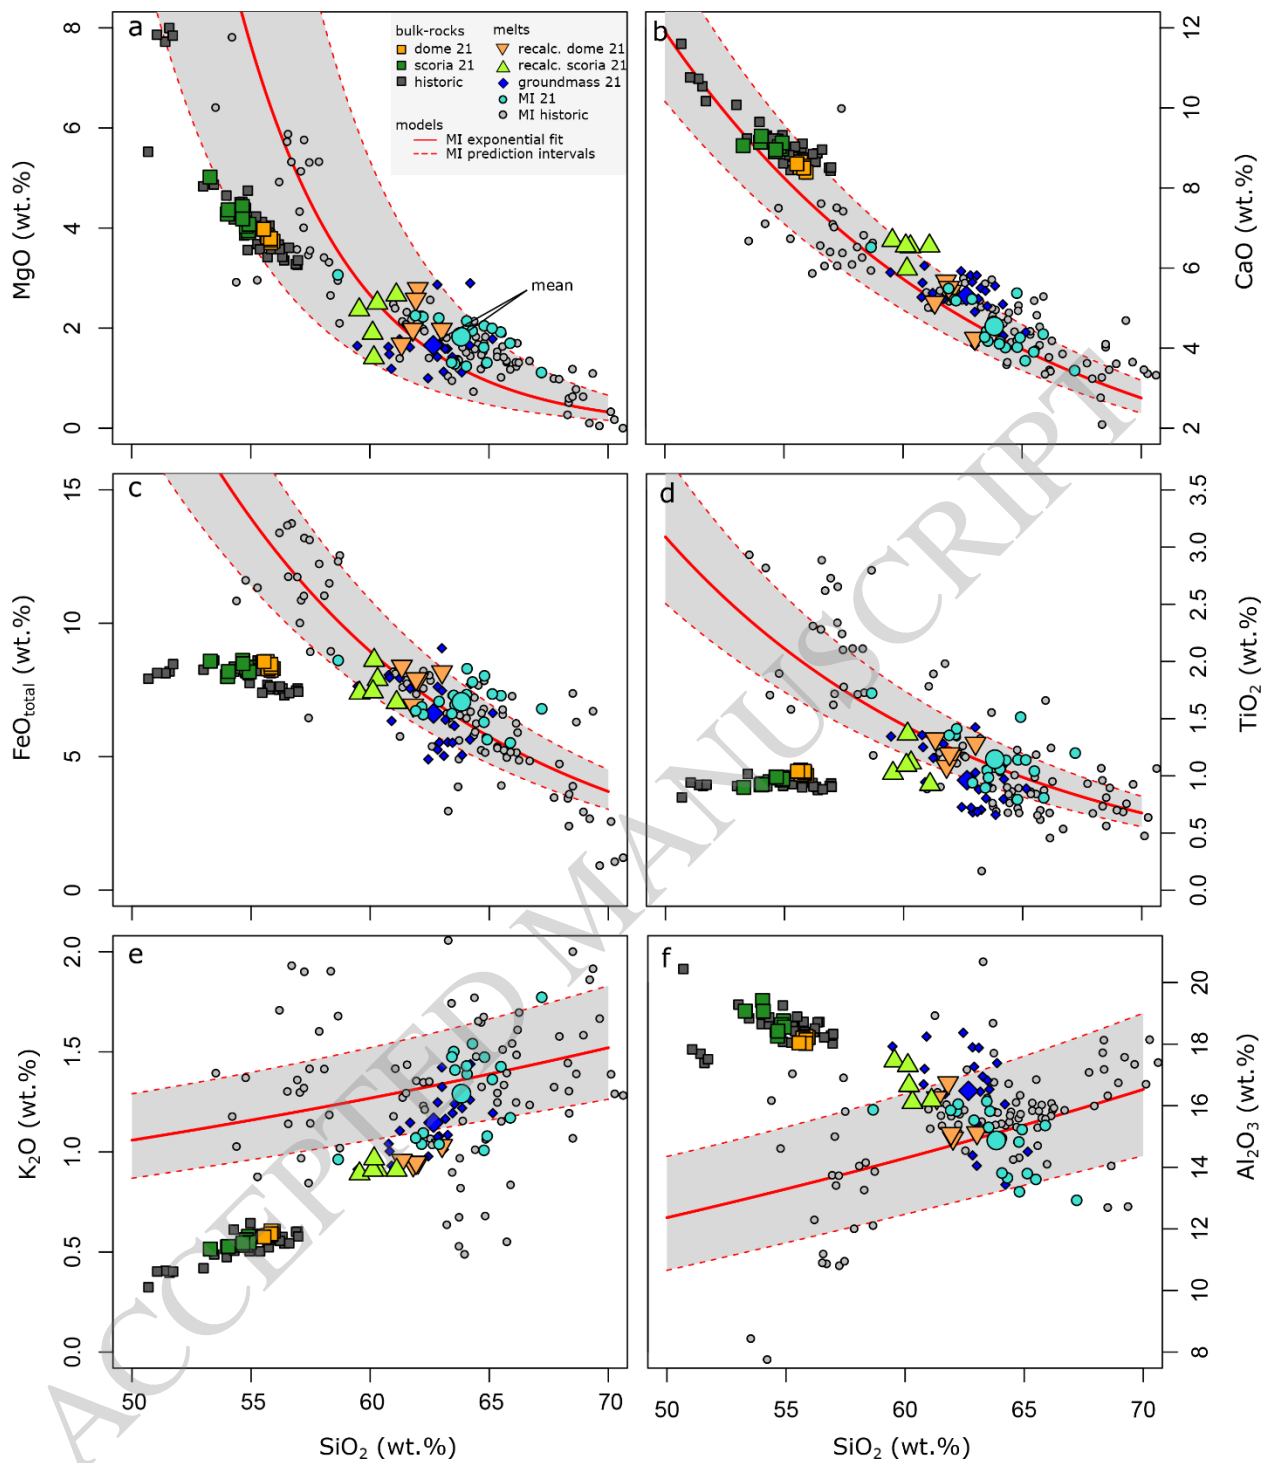 a
bulk-rocks
dome 21
scoria 21
historic
melts
recalc. dome 21
recalc. scoria 21
groundmass 21
MI 21
MI historic
models
MI exponential fit
MI prediction intervals
mean
8
6
4
2
0
MgO (wt.%)
b
12
10
8
6
4
2
CaO (wt.%)
c
15
10
5
0
FeOtotal (wt.%)
d
3.5
3.0
2.5
2.0
1.5
1.0
0.5
0.0
TiO2 (wt.%)
e
2.0
1.5
1.0
0.5
0.0
K2O (wt.%)
50 55 60 65 70
SiO2 (wt.%)
f
20
18
16
14
12
10
8
Al2O3 (wt.%)
50 55 60 65 70
SiO2 (wt.%)
ACCEPTED MANUSCRIPT